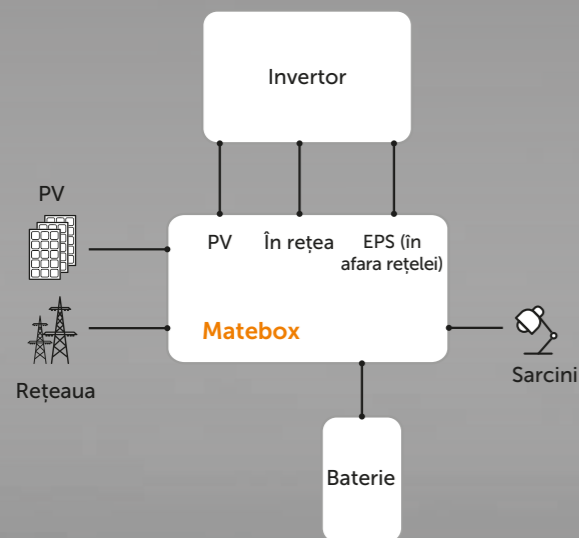 Invertor
PV
PV
În rețea
EPS (în
afara rețelei)
Matebox
Rețeaua
Sarcini
Baterie